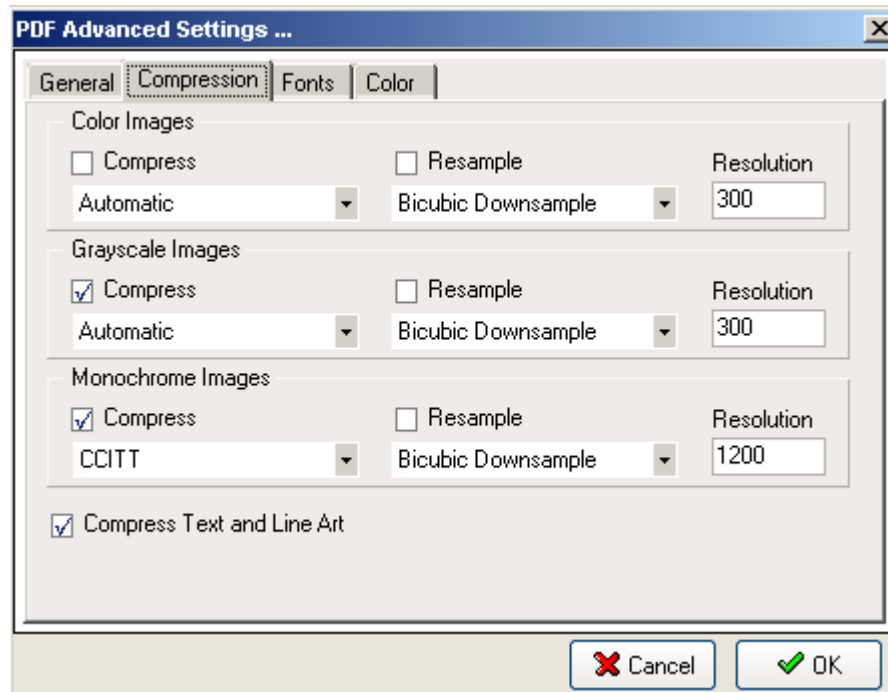 PDF Advanced Settings ...
General Compression Fonts Color
Color Images
Compress Resample Resolution
Automatic Bicubic Downsample 300
Grayscale Images
Compress Resample Resolution
Automatic Bicubic Downsample 300
Monochrome Images
Compress Resample Resolution
CCITT Bicubic Downsample 1200
Compress Text and Line Art
Cancel OK